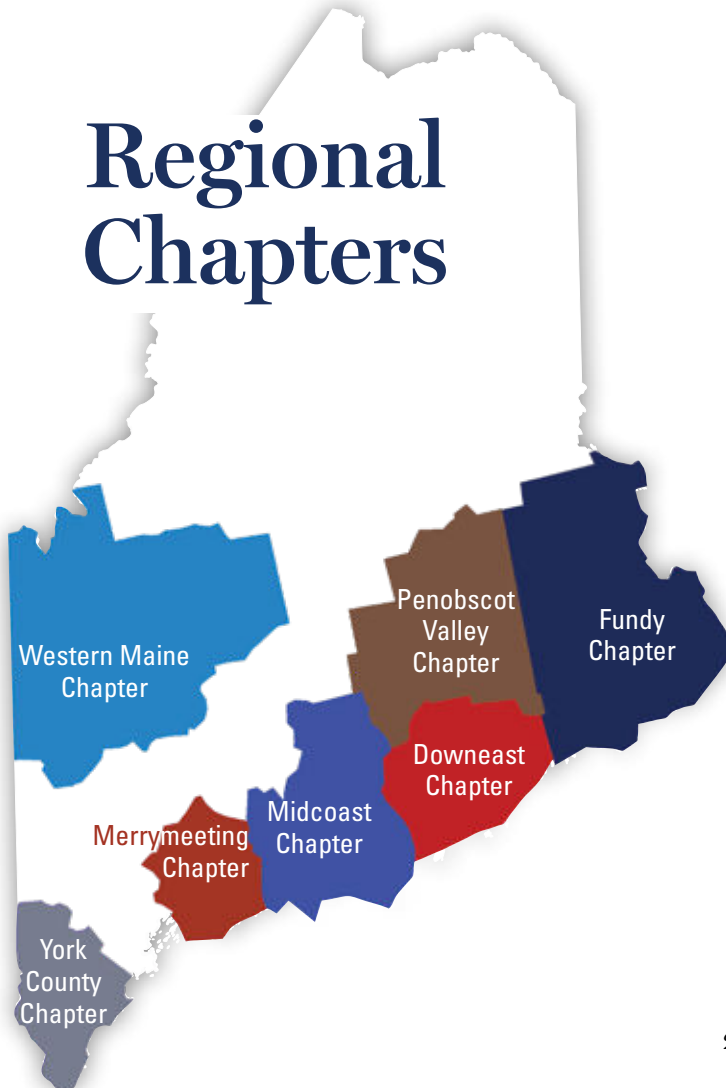 Regional
Chapters
Western Maine
Chapter
Penobscot
Valley
Chapter
Fundy
Chapter
Downeast
Chapter
Midcoast
Chapter
Merrymeeting
Chapter
York
County
Chapter